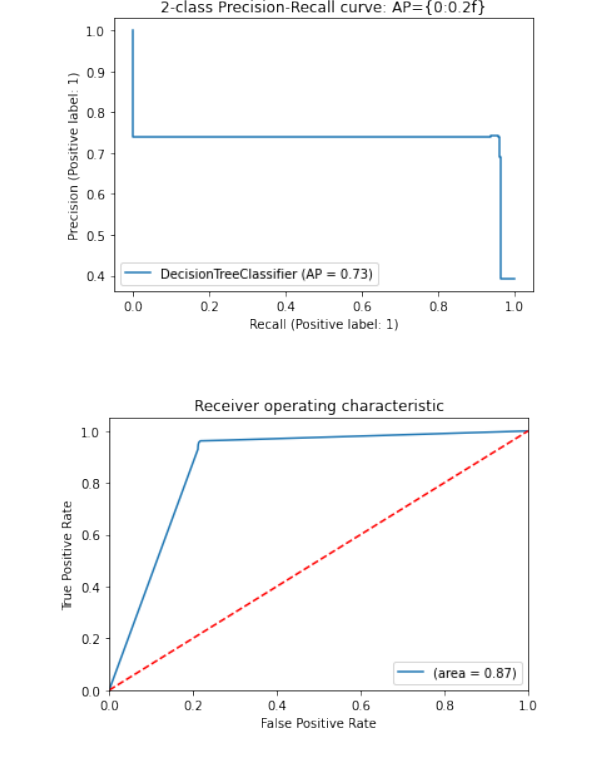 2-class Precision-Recall curve: AP={0:0.2f}
1.0
0.9
0.8
0.7
0.6
0.5
0.4
Precision (Positive label: 1)
DecisionTreeClassifier (AP = 0.73)
0.0 0.2 0.4 0.6 0.8 1.0
Recall (Positive label: 1)
Receiver operating characteristic
1.0
0.8
0.6
0.4
0.2
0.0
True Positive Rate
(area = 0.87)
0.0 0.2 0.4 0.6 0.8 1.0
False Positive Rate